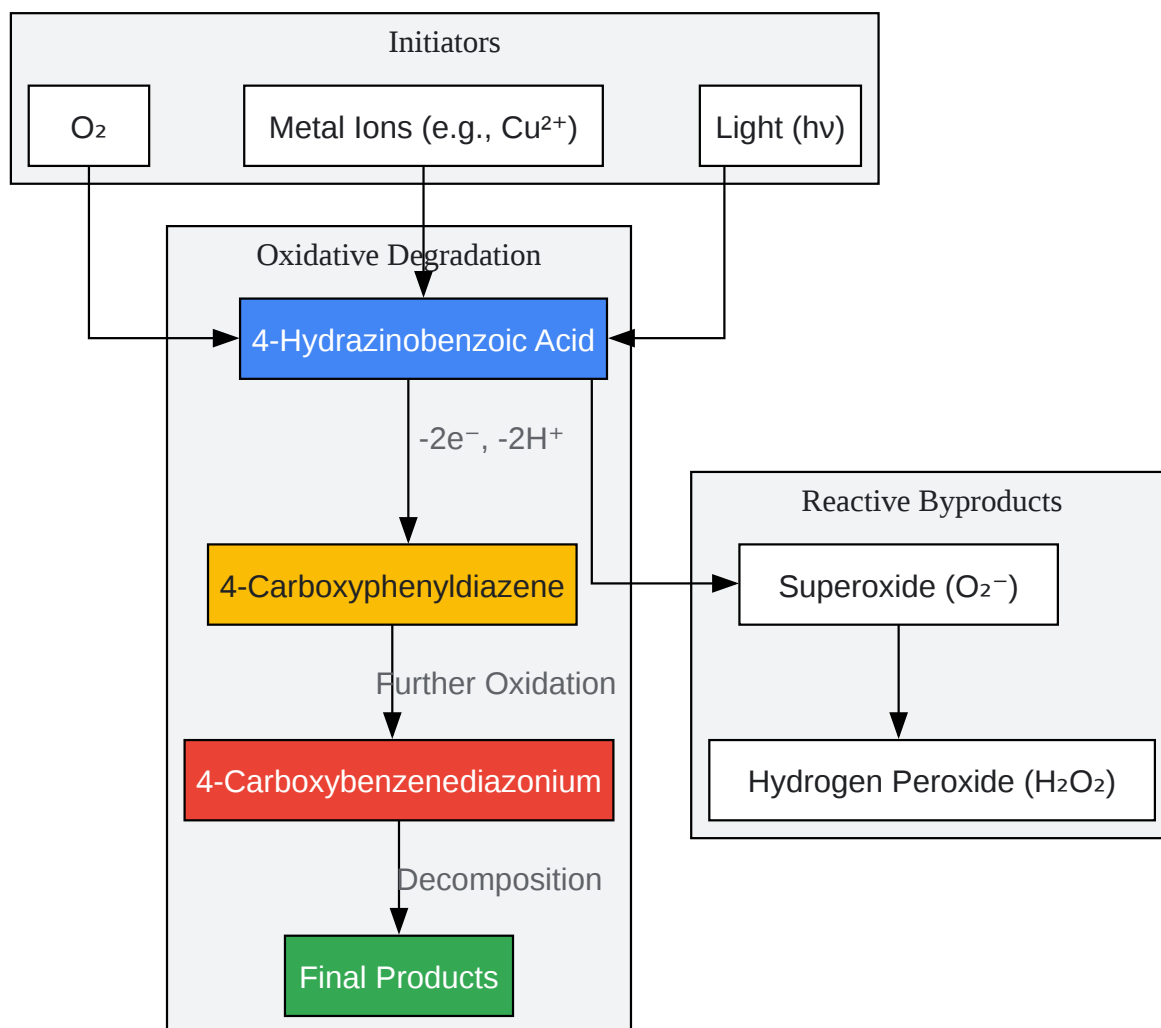 Initiators
O₂
Metal Ions (e.g., Cu²⁺)
Light (hν)
Oxidative Degradation
4-Hydrazinobenzoic Acid
-2e⁻, -2H⁺
Reactive Byproducts
4-Carboxyphenyldiazene
Superoxide (O₂⁻)
Further Oxidation
4-Carboxybenzenediazonium
Hydrogen Peroxide (H₂O₂)
Decomposition
Final Products